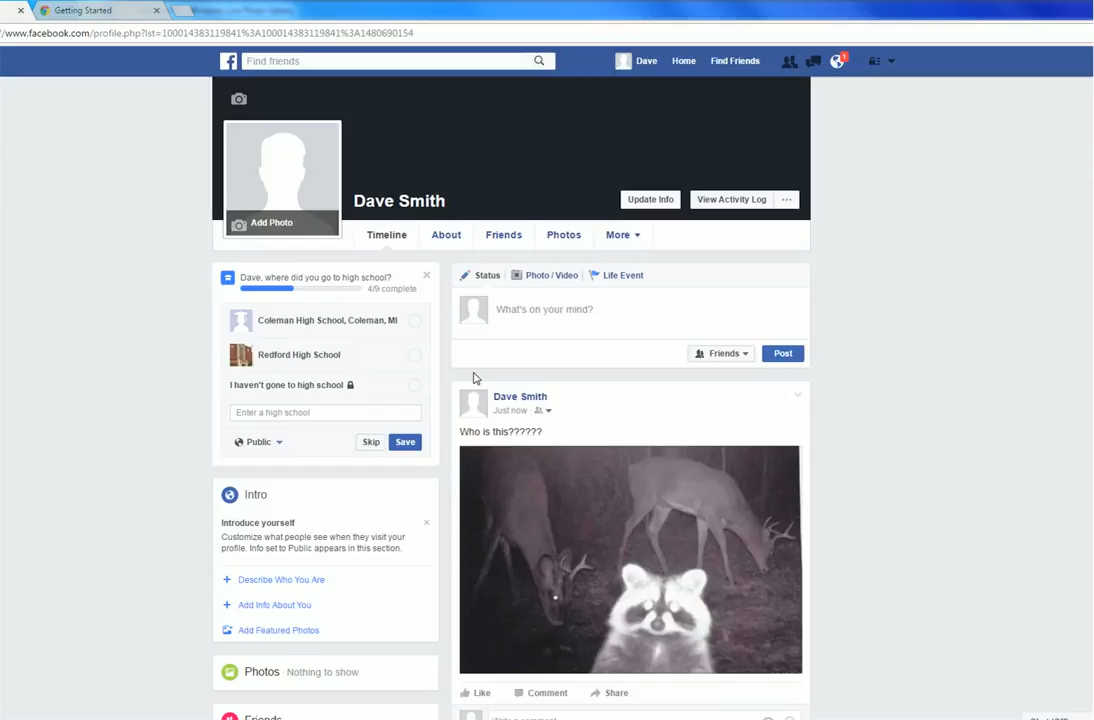 Getting Started
//www.facebook.com/profile.php?lst=100014383119841%3A100014383119841%3A1480690154
Find friends
Dave
Home
Find Friends
1
Add Photo
Dave Smith
Update Info
View Activity Log
Timeline
About
Friends
Photos
More
Dave, where did you go to high school?
4/9 complete
Coleman High School, Coleman, MI
Redford High School
I haven't gone to high school
Enter a high school
Public
Skip
Save
Intro
Introduce yourself
Customize what people see when they visit your
profile. Info set to Public appears in this section.
Describe Who You Are
Add Info About You
Add Featured Photos
Photos · Nothing to show
Friends
Status
Photo / Video
Life Event
What's on your mind?
Friends
Post
Dave Smith
Just now
Who is this??????
Like
Comment
Share
Write a comment...